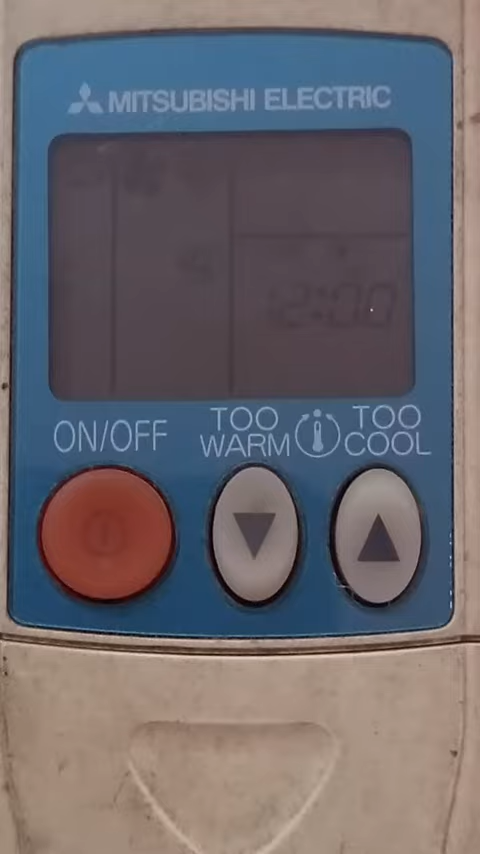 MITSUBISHI ELECTRIC
12:00
ON/OFF
TOO WARM
TOO COOL